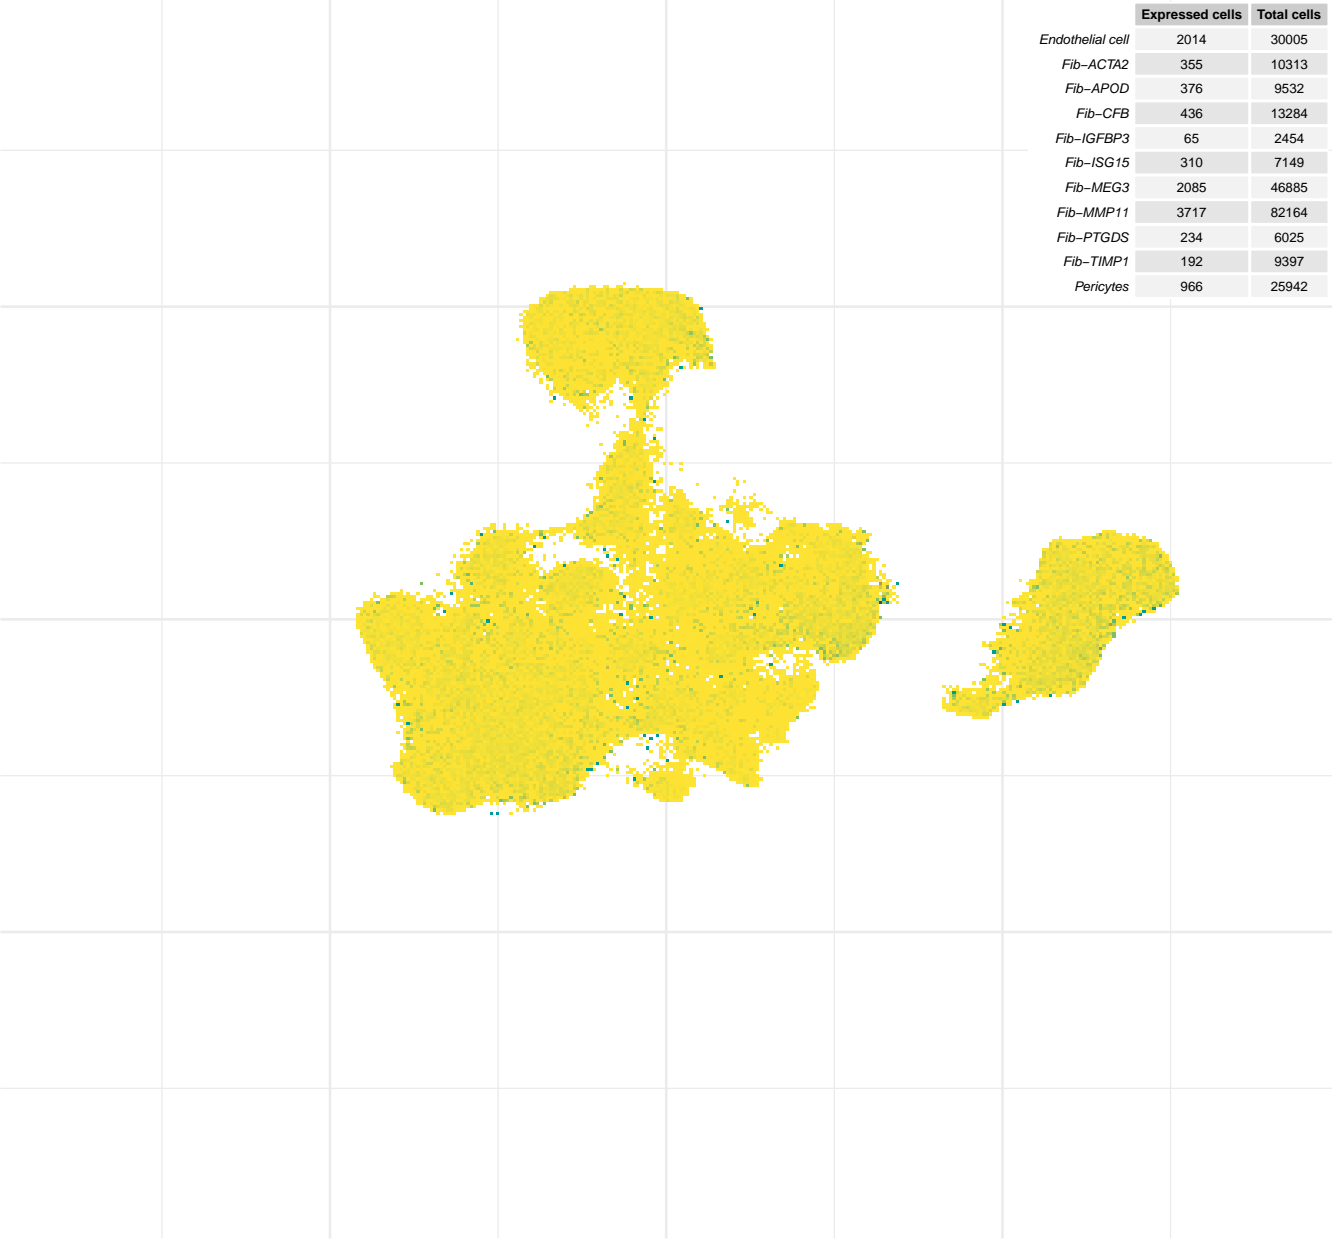 Expressed cells Total cells
Endothelial cell 2014 30005
Fib−ACTA2 355 10313
Fib−APOD 376 9532
Fib−CFB 436 13284
Fib−IGFBP3 65 2454
Fib−ISG15 310 7149
Fib−MEG3 2085 46885
Fib−MMP11 3717 82164
Fib−PTGDS 234 6025
Fib−TIMP1 192 9397
Pericytes 966 25942